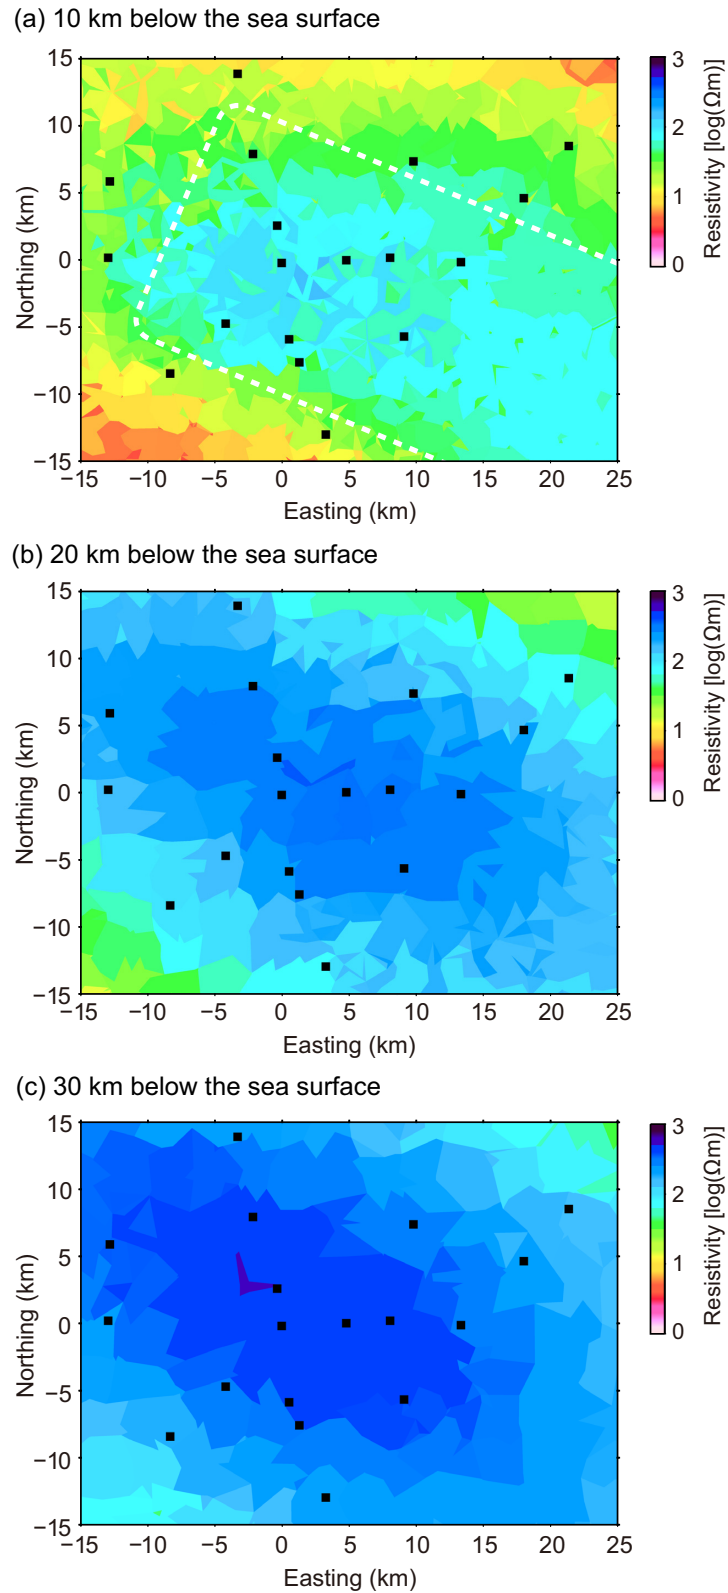 (a) 10 km below the sea surface
15
10
5
0
−5
−10
−15
Northing (km)
−15 −10 −5 0 5 10 15 20 25
Easting (km)
3
2
1
0
Resistivity [log(Ωm)]
(b) 20 km below the sea surface
15
10
5
0
−5
−10
−15
Northing (km)
−15 −10 −5 0 5 10 15 20 25
Easting (km)
3
2
1
0
Resistivity [log(Ωm)]
(c) 30 km below the sea surface
15
10
5
0
−5
−10
−15
Northing (km)
−15 −10 −5 0 5 10 15 20 25
Easting (km)
3
2
1
0
Resistivity [log(Ωm)]